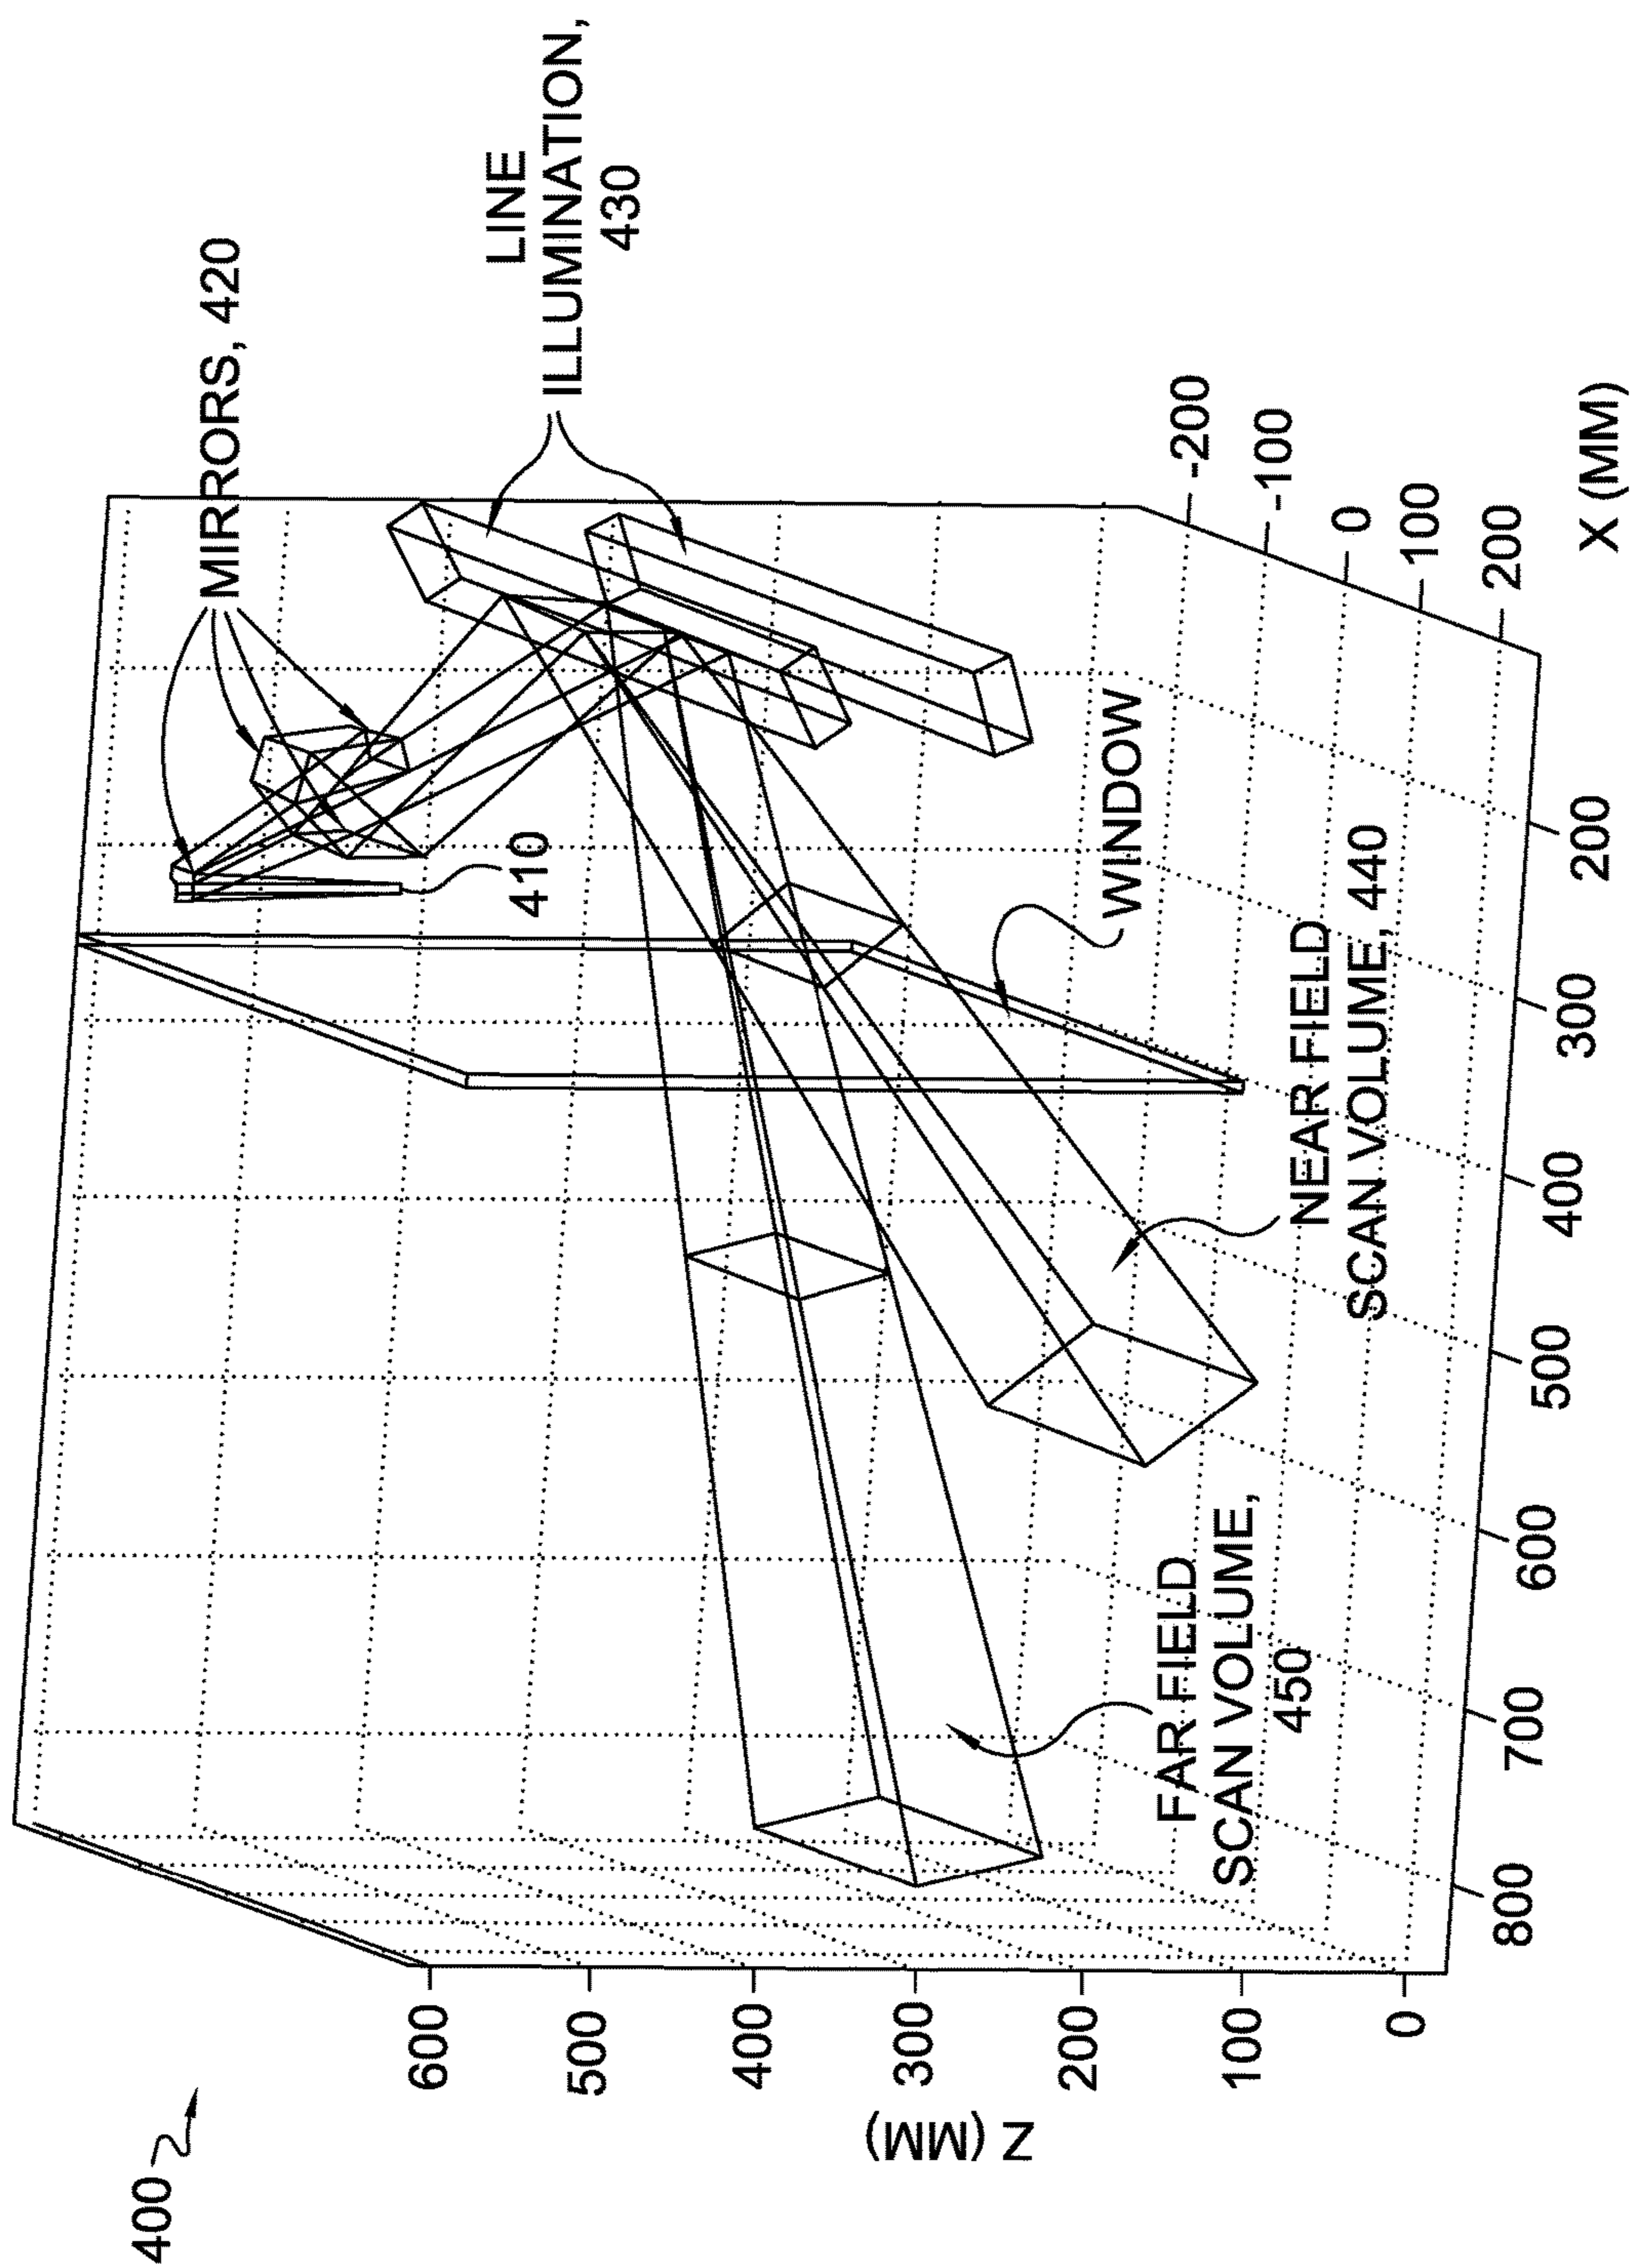 400
MIRRORS, 420
LINE
ILLUMINATION,
430
410
WINDOW
NEAR FIELD
SCAN VOLUME, 440
FAR FIELD
SCAN VOLUME,
450
Z (MM)
600
500
400
300
200
100
0
800
700
600
500
400
300
200
X (MM)
-200
-100
0
100
200